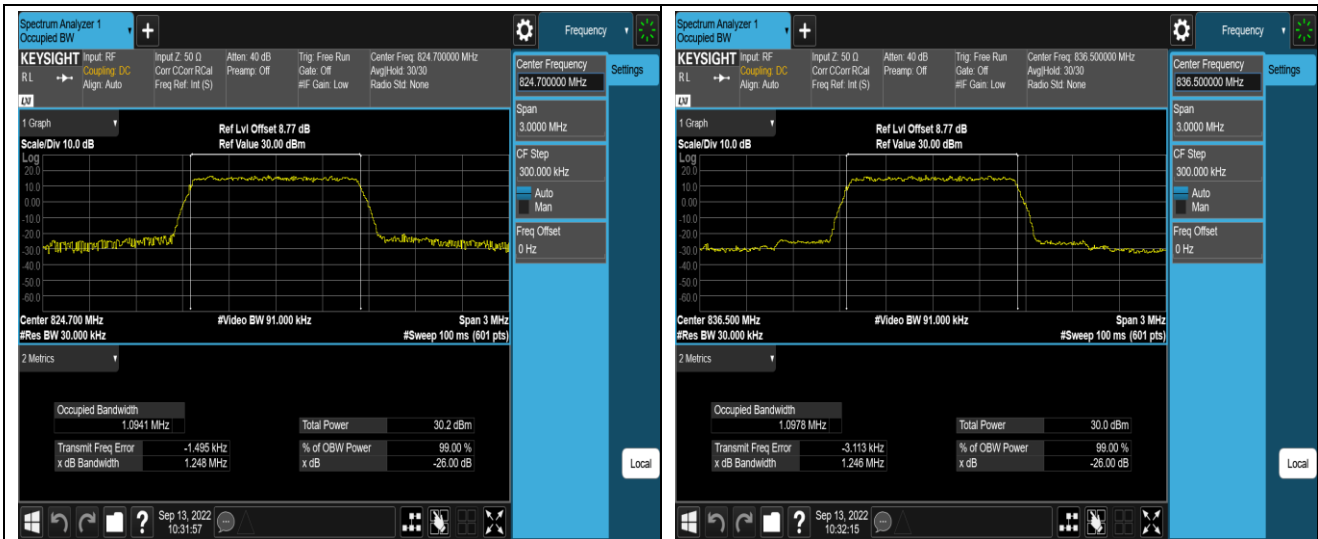 Spectrum Analyzer 1
Occupied BW
+
Frequency
KEYSIGHT Input: RF Input Z: 50 Ω Atten: 40 dB Trig: Free Run Center Freq: 824.700000 MHz
RL Coupling: DC Corr CCorr RCal Preamp: Off Gate: Off Avg|Hold: 30/30
Align: Auto Freq Ref: Int (S) #IF Gain: Low Radio Std: None
LXI
Center Frequency
824.700000 MHz
Settings
Span
3.0000 MHz
CF Step
300.000 kHz
Auto
Man
Freq Offset
0 Hz
Local
1 Graph
Ref Lvl Offset 8.77 dB
Scale/Div 10.0 dB Ref Value 30.00 dBm
Log
20.0
10.0
0.00
-10.0
-20.0
-30.0
-40.0
-50.0
-60.0
Center 824.700 MHz #Video BW 91.000 kHz Span 3 MHz
#Res BW 30.000 kHz #Sweep 100 ms (601 pts)
2 Metrics
Occupied Bandwidth
1.0941 MHz Total Power 30.2 dBm
Transmit Freq Error -1.495 kHz % of OBW Power 99.00 %
x dB Bandwidth 1.248 MHz x dB -26.00 dB
? Sep 13, 2022
10:31:57
Spectrum Analyzer 1
Occupied BW
+
Frequency
KEYSIGHT Input: RF Input Z: 50 Ω Atten: 40 dB Trig: Free Run Center Freq: 836.500000 MHz
RL Coupling: DC Corr CCorr RCal Preamp: Off Gate: Off Avg|Hold: 30/30
Align: Auto Freq Ref: Int (S) #IF Gain: Low Radio Std: None
LXI
Center Frequency
836.500000 MHz
Settings
Span
3.0000 MHz
CF Step
300.000 kHz
Auto
Man
Freq Offset
0 Hz
Local
1 Graph
Ref Lvl Offset 8.77 dB
Scale/Div 10.0 dB Ref Value 30.00 dBm
Log
20.0
10.0
0.00
-10.0
-20.0
-30.0
-40.0
-50.0
-60.0
Center 836.500 MHz #Video BW 91.000 kHz Span 3 MHz
#Res BW 30.000 kHz #Sweep 100 ms (601 pts)
2 Metrics
Occupied Bandwidth
1.0978 MHz Total Power 30.0 dBm
Transmit Freq Error -3.113 kHz % of OBW Power 99.00 %
x dB Bandwidth 1.246 MHz x dB -26.00 dB
? Sep 13, 2022
10:32:15